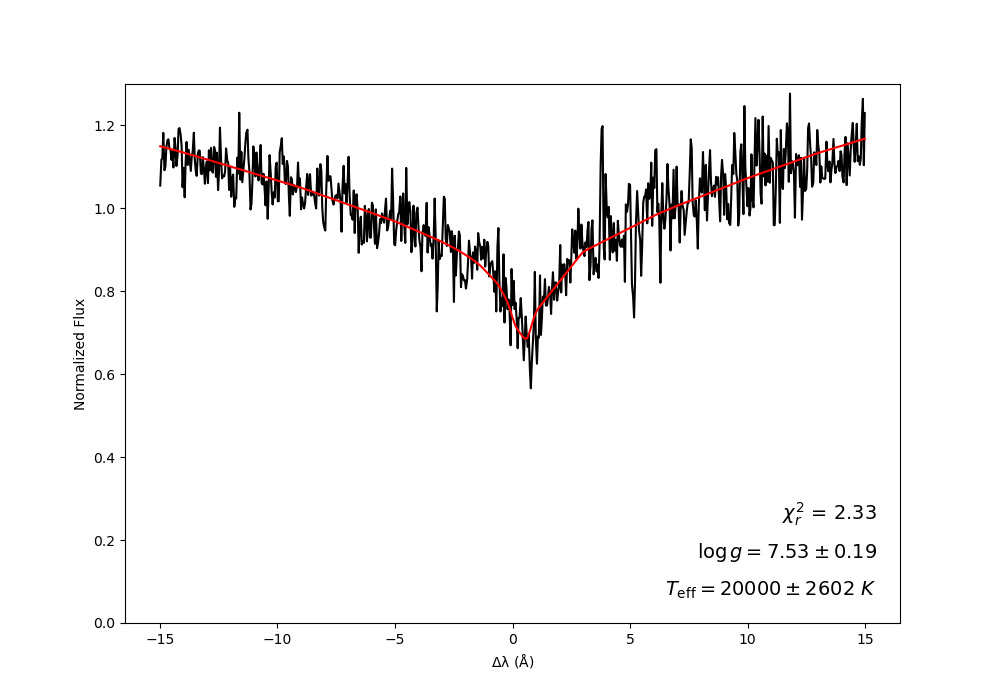 1.2
1.0
0.8
0.6
0.4
0.2
0.0
Normalized Flux
χ²ᵣ = 2.33
log g = 7.53 ± 0.19
T_eff = 20000 ± 2602 K
−15 −10 −5 0 5 10 15
Δλ (Å)